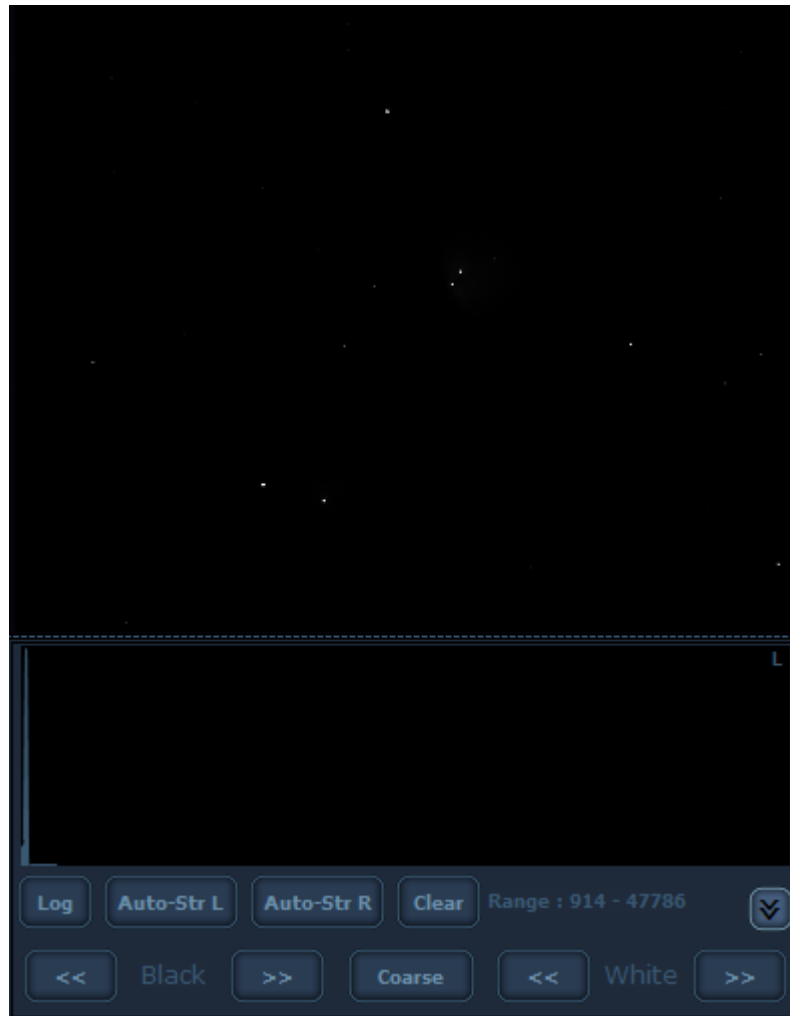 L
Log Auto-Str L Auto-Str R Clear Range : 914 - 47786
<< Black >> Coarse << White >>